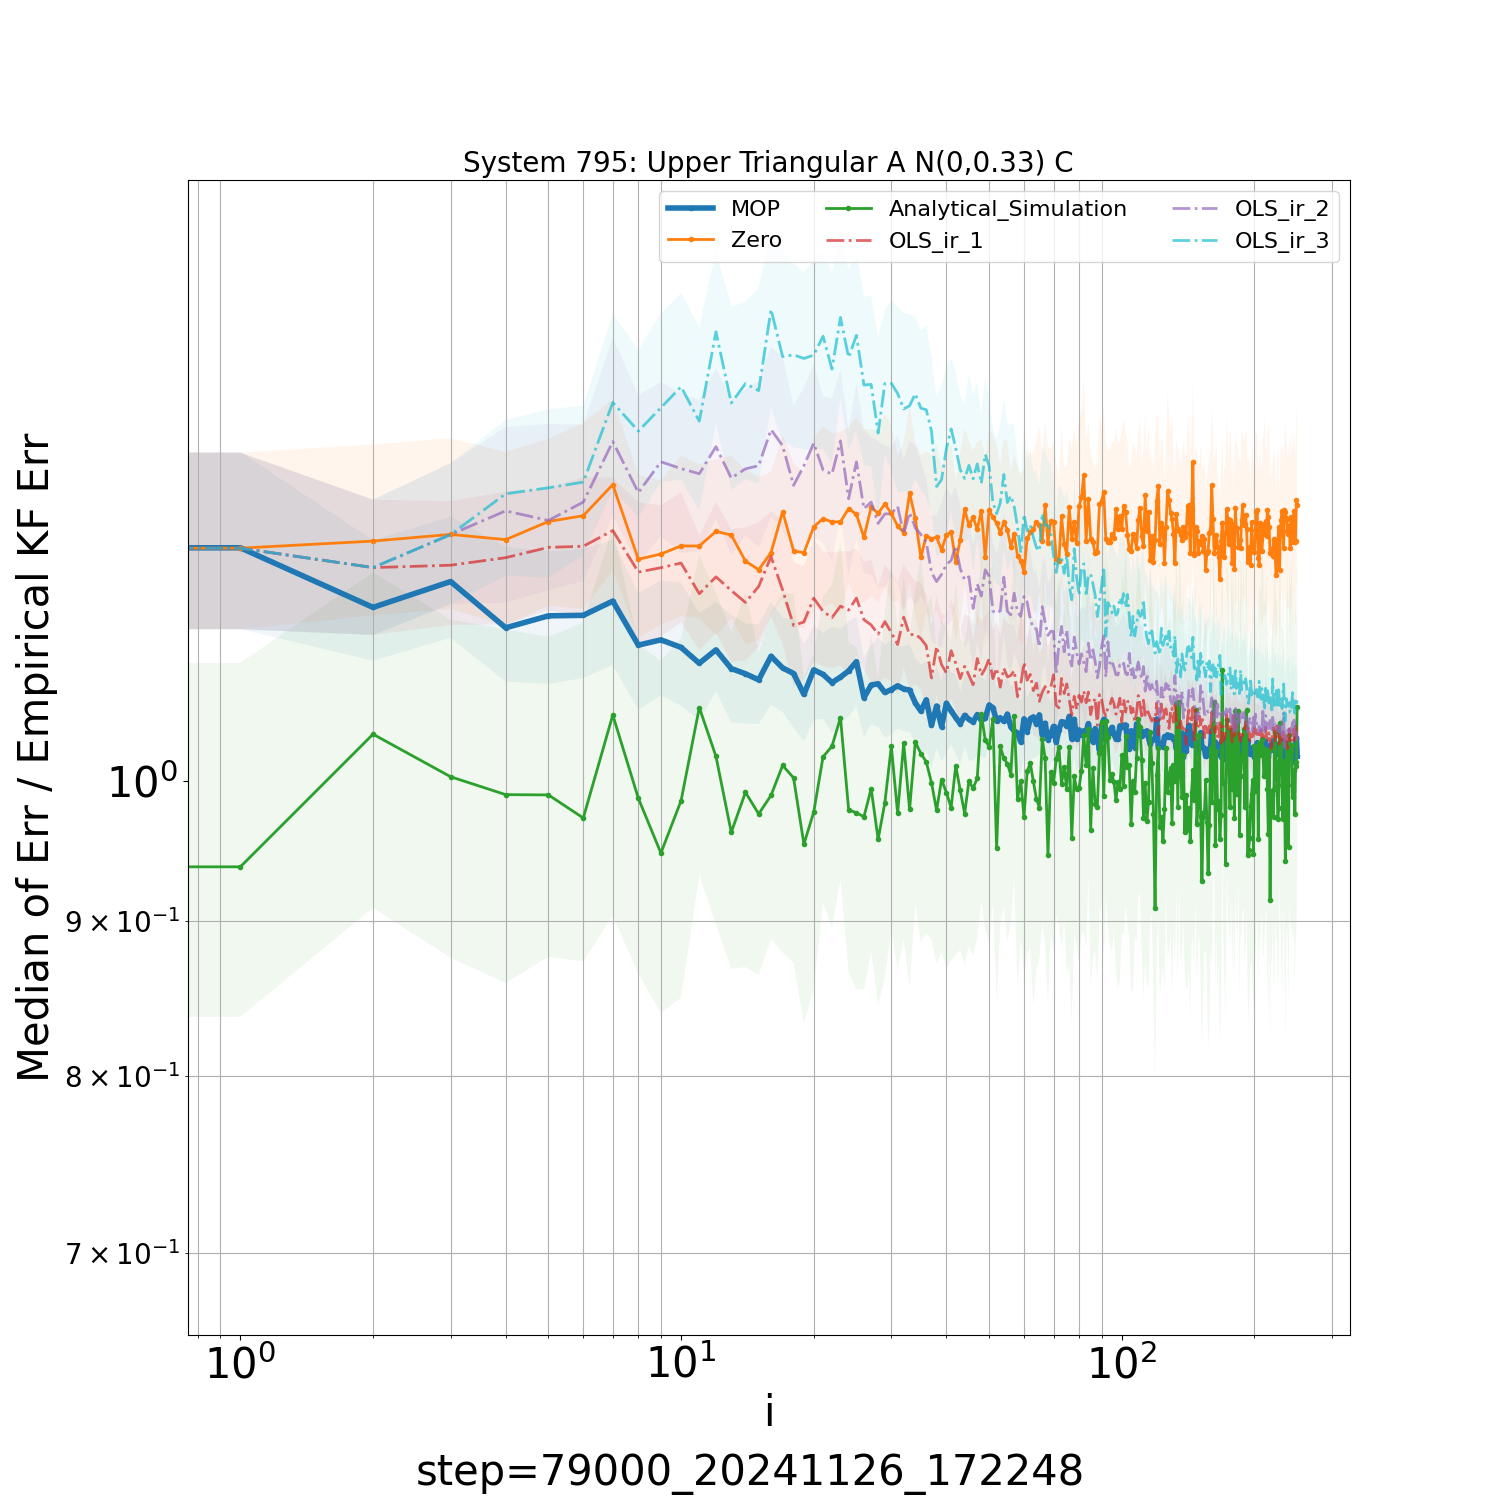 System 795: Upper Triangular A N(0,0.33) C
MOP
Zero
Analytical_Simulation
OLS_ir_1
OLS_ir_2
OLS_ir_3
Median of Err / Empirical KF Err
10⁰
9 × 10⁻¹
8 × 10⁻¹
7 × 10⁻¹
10⁰
10¹
10²
i
step=79000_20241126_172248